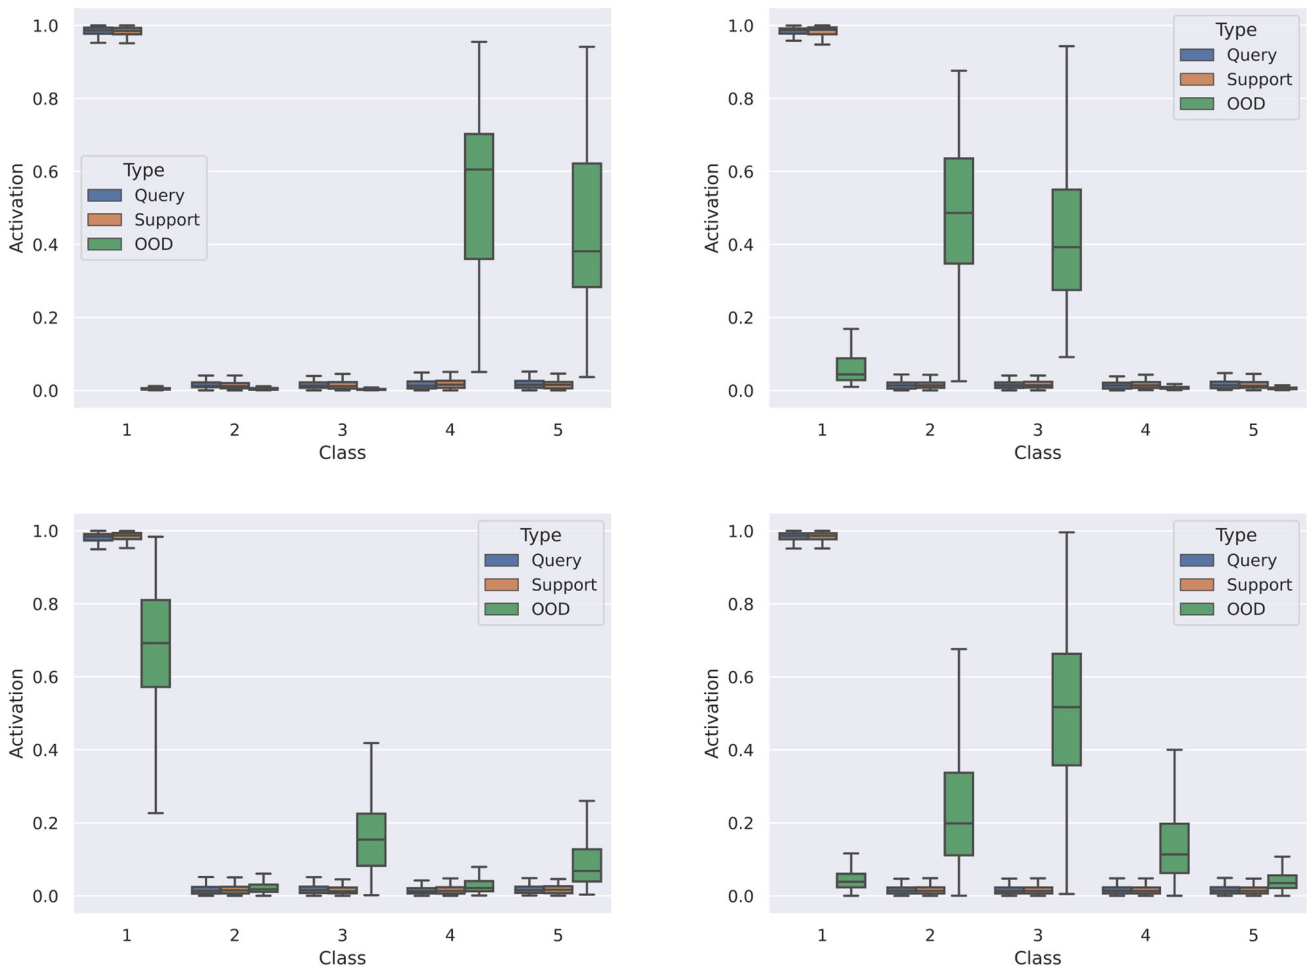 1.0
0.8
0.6
0.4
0.2
0.0
Activation
Type
Query
Support
OOD
1 2 3 4 5
Class
1.0
0.8
0.6
0.4
0.2
0.0
Activation
Type
Query
Support
OOD
1 2 3 4 5
Class
1.0
0.8
0.6
0.4
0.2
0.0
Activation
Type
Query
Support
OOD
1 2 3 4 5
Class
1.0
0.8
0.6
0.4
0.2
0.0
Activation
Type
Query
Support
OOD
1 2 3 4 5
Class